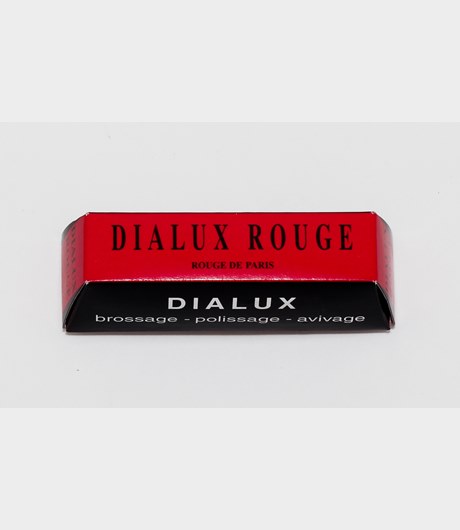 DIALUX ROUGE
ROUGE DE PARIS
DIALUX
brossage - polissage - avivage